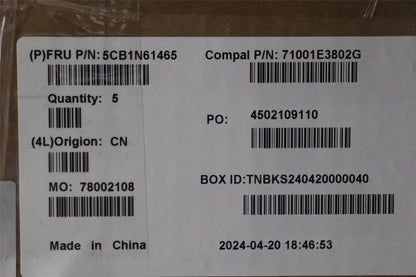 (P)FRU P/N: 5CB1N61465
Compal P/N: 71001E3802G
Quantity: 5
PO: 4502109110
(4L)Origion: CN
MO: 78002108
BOX ID:TNBKS240420000040
Made in China
2024-04-20 18:46:53